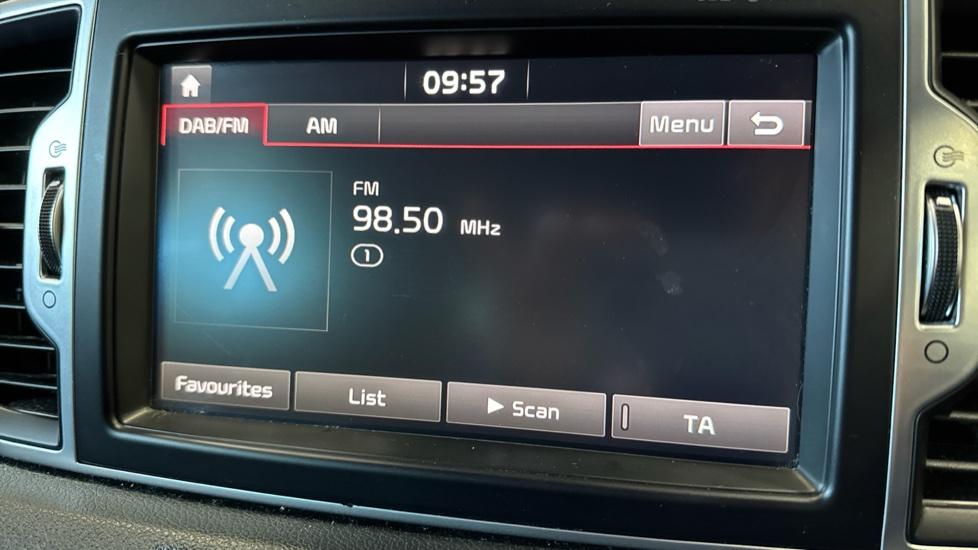 09:57
DAB/FM AM Menu
FM
98.50 MHz
1
Favourites List Scan TA